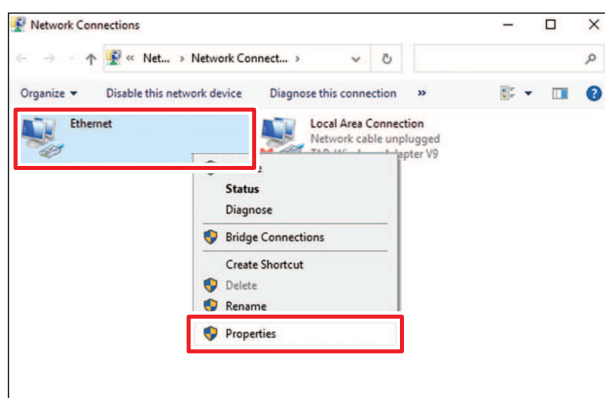 Network Connections
« Net... › Network Connect... ›
Organize Disable this network device Diagnose this connection »
Ethernet
Local Area Connection
Network cable unplugged
Adapter V9
Status
Diagnose
Bridge Connections
Create Shortcut
Delete
Rename
Properties